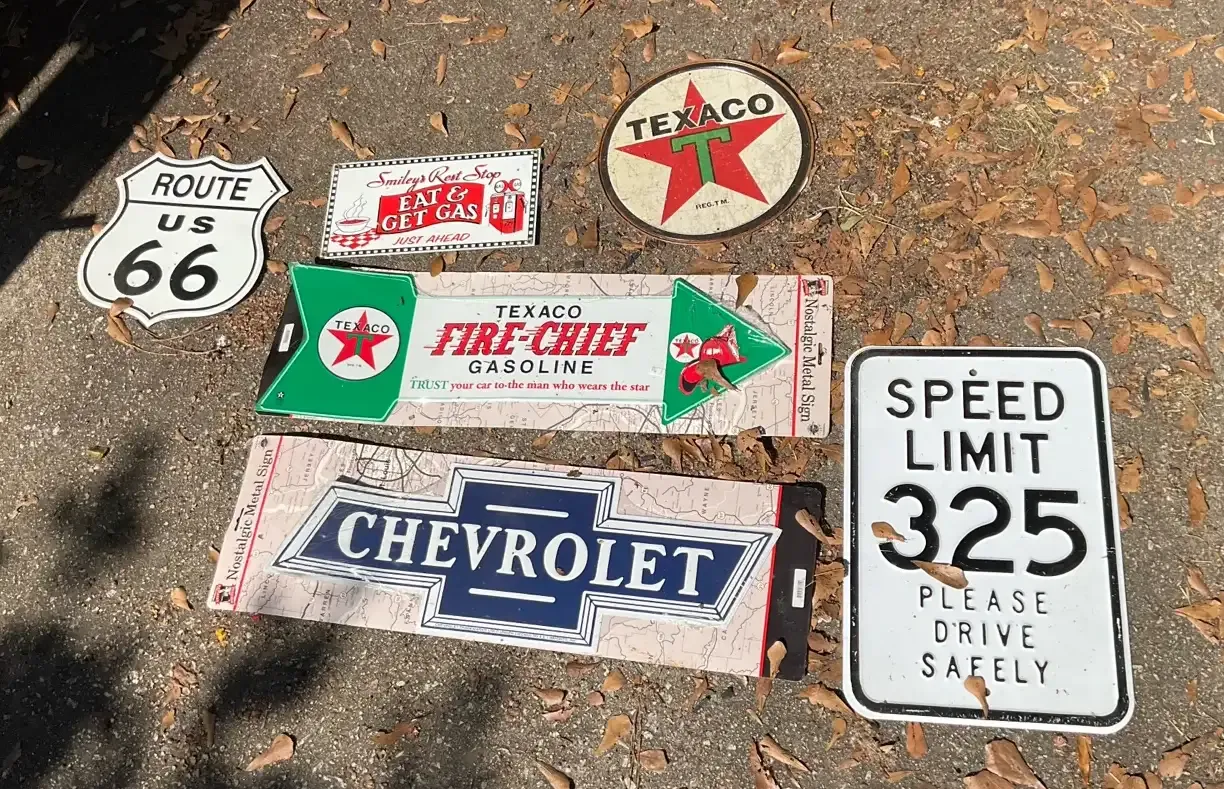 ROUTE
US
66
Smiley's Rest Stop
EAT &
GET GAS
JUST AHEAD
TEXACO
T
REG. T.M.
TEXACO
T
TEXACO
FIRE-CHIEF
GASOLINE
TRUST your car to the man who wears the star
TEXACO
Nostalgic Metal Sign
Nostalgic Metal Sign
CHEVROLET
SPEED
LIMIT
325
PLEASE
DRIVE
SAFELY